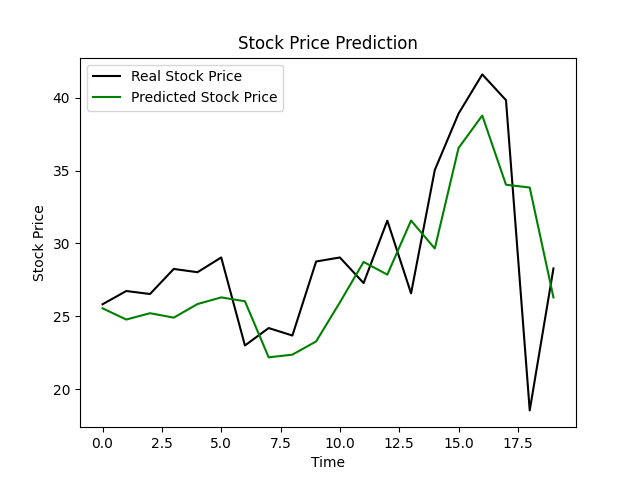 Stock Price Prediction
Real Stock Price
Predicted Stock Price
40
35
30
25
20
Stock Price
0.0 2.5 5.0 7.5 10.0 12.5 15.0 17.5
Time